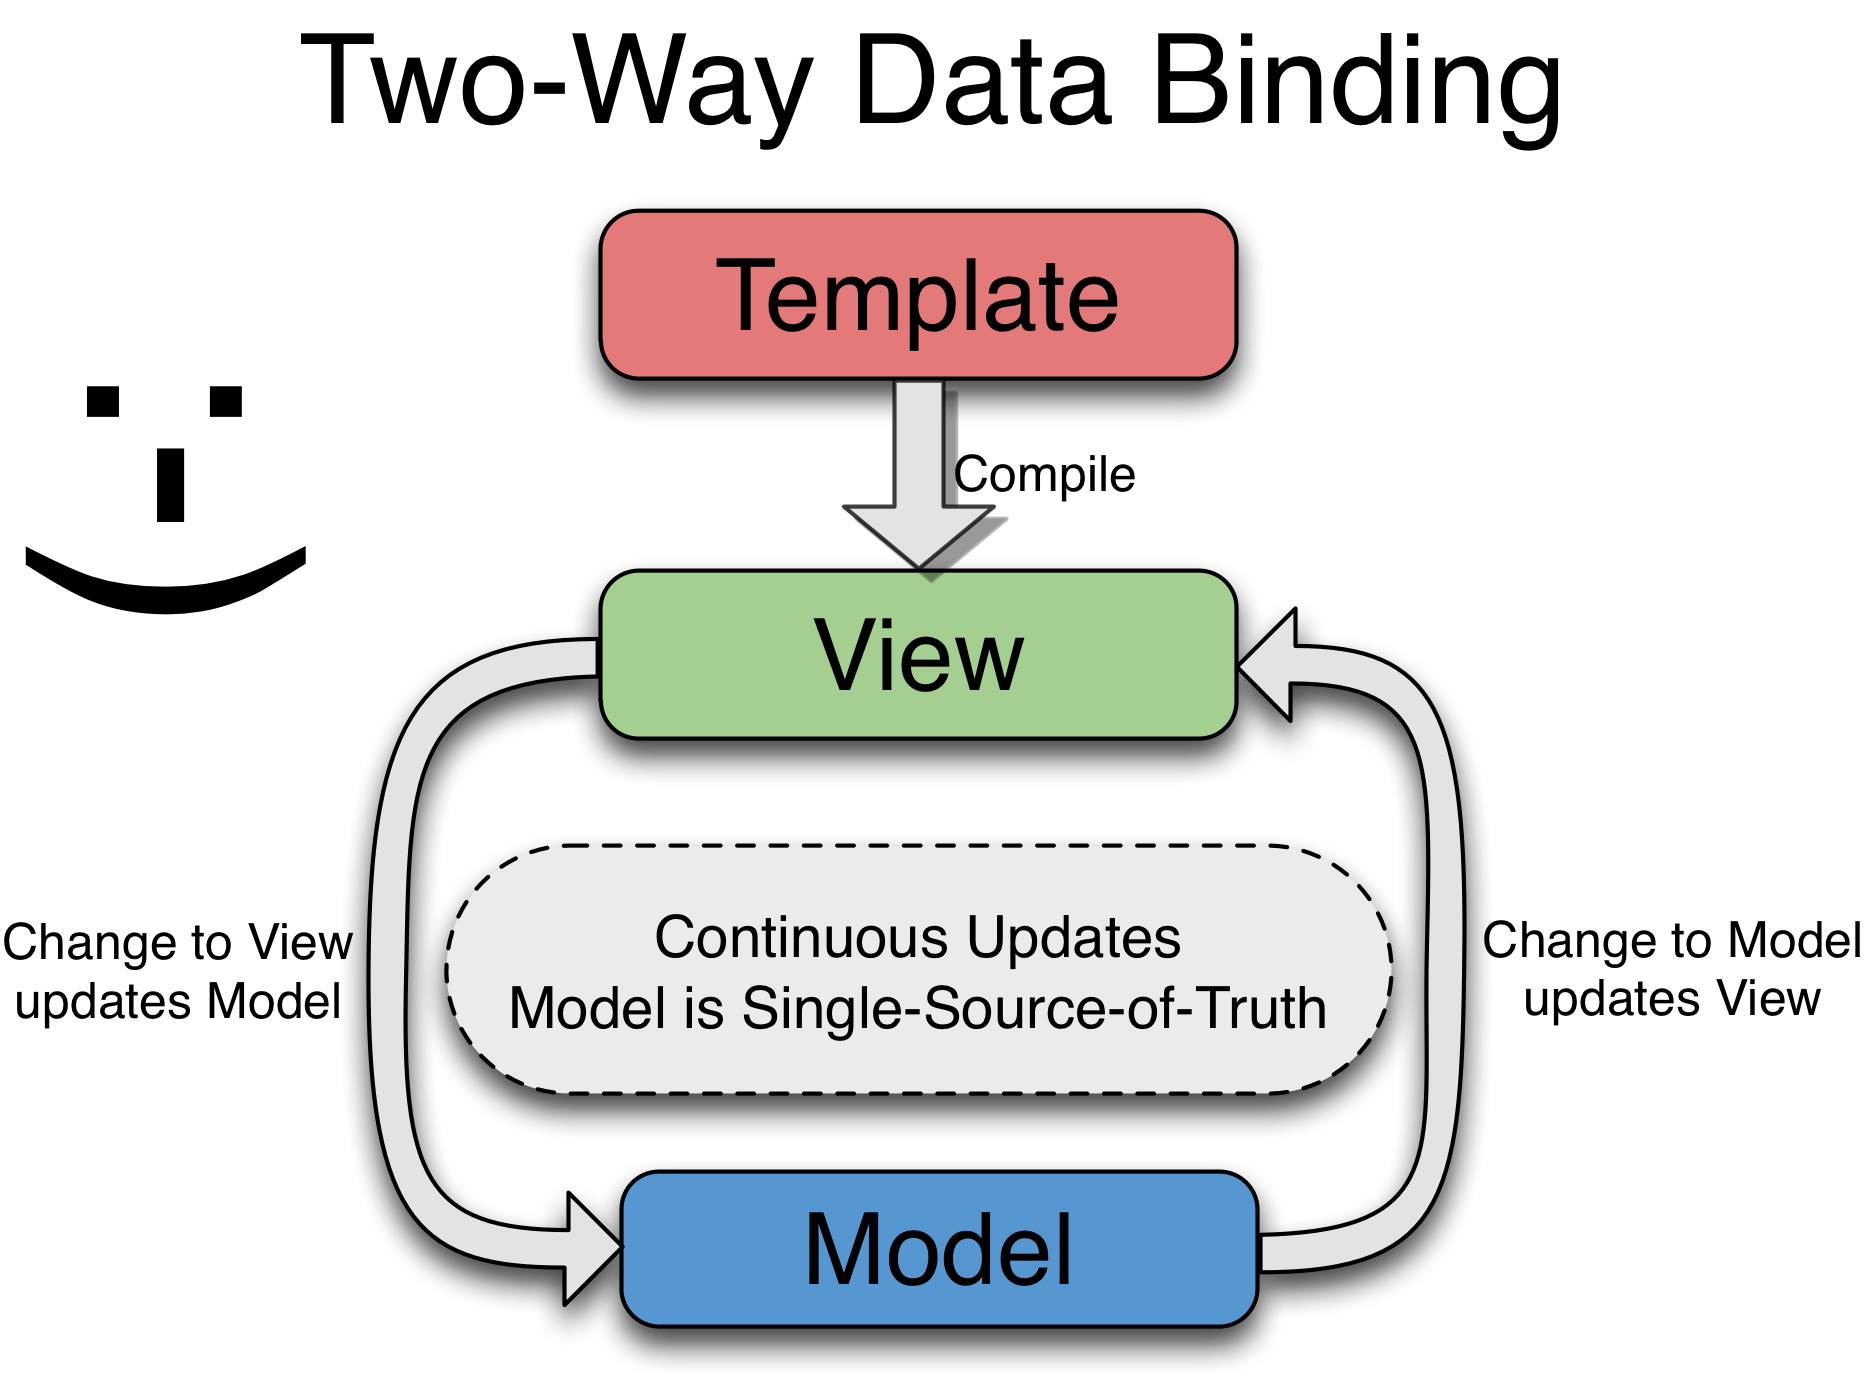 Two-Way Data Binding
Template
Compile
View
Change to View
updates Model
Continuous Updates
Model is Single-Source-of-Truth
Change to Model
updates View
Model